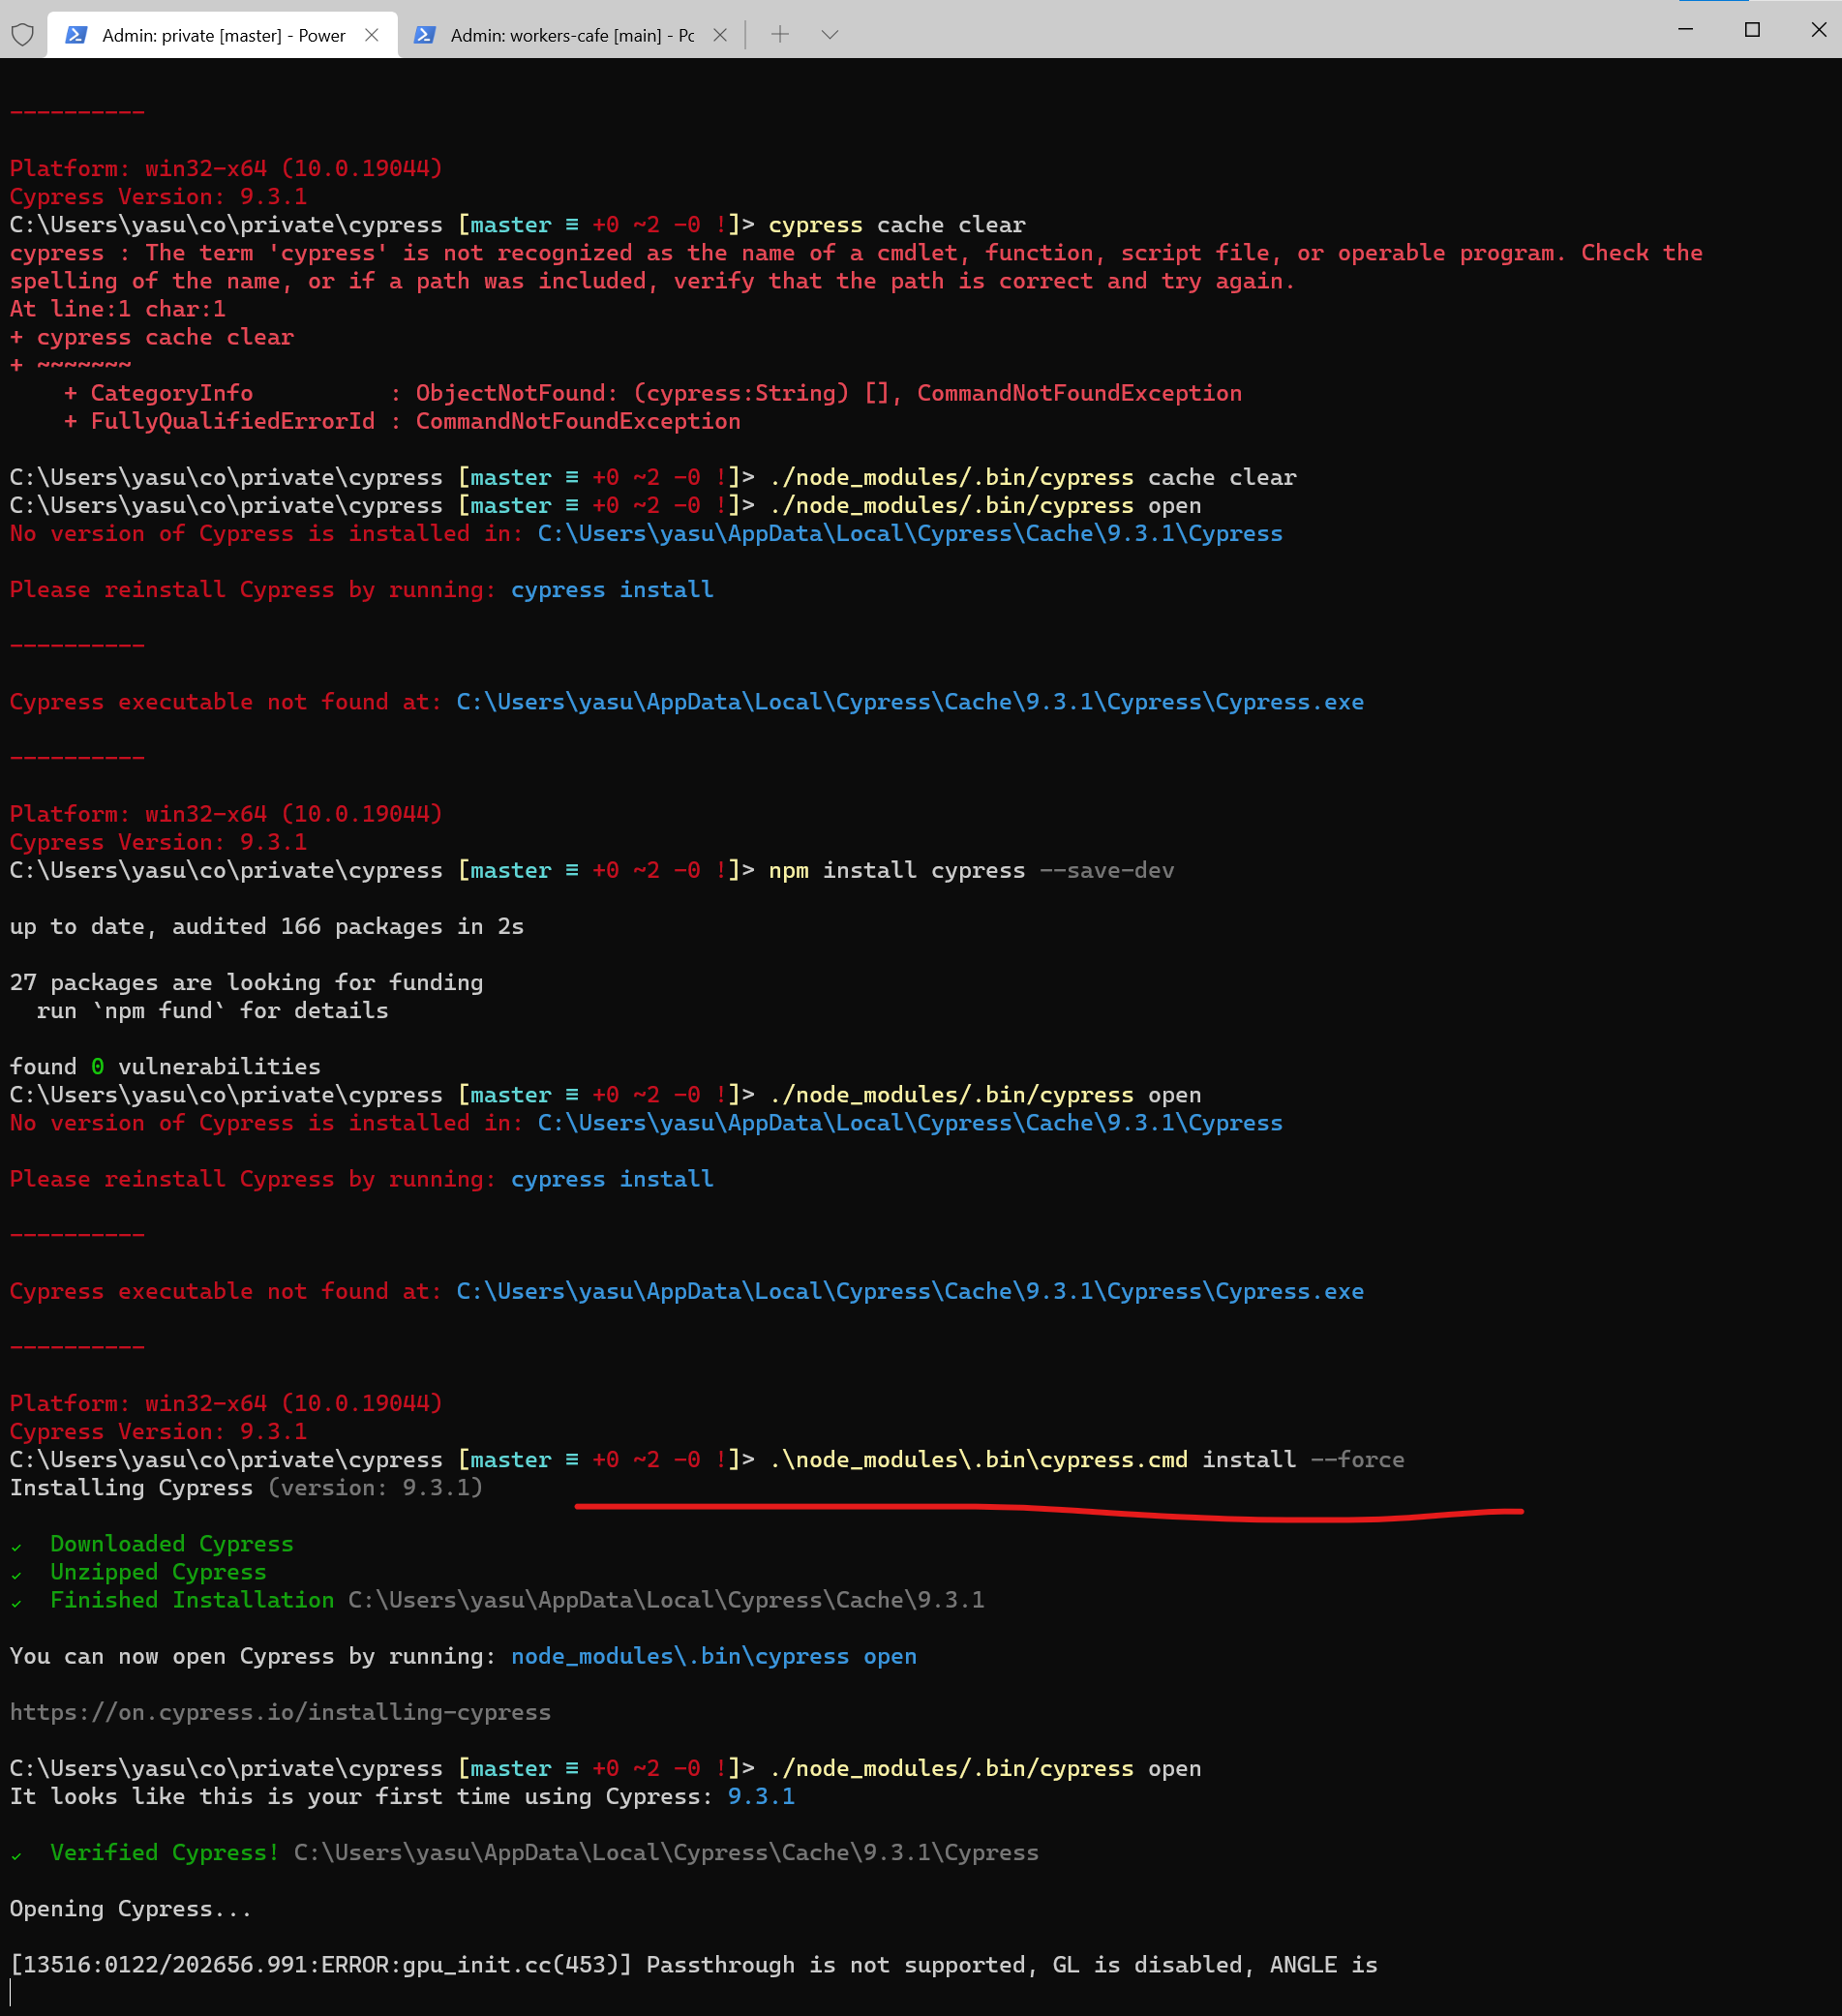 Admin: private [master] - Power
Admin: workers-cafe [main] - Pc
----------
Platform: win32-x64 (10.0.19044)
Cypress Version: 9.3.1
C:\Users\yasu\co\private\cypress [master ≡ +0 ~2 -0 !]> cypress cache clear
cypress : The term 'cypress' is not recognized as the name of a cmdlet, function, script file, or operable program. Check the
spelling of the name, or if a path was included, verify that the path is correct and try again.
At line:1 char:1
+ cypress cache clear
+ ~~~~~~~
    + CategoryInfo          : ObjectNotFound: (cypress:String) [], CommandNotFoundException
    + FullyQualifiedErrorId : CommandNotFoundException
C:\Users\yasu\co\private\cypress [master ≡ +0 ~2 -0 !]> ./node_modules/.bin/cypress cache clear
C:\Users\yasu\co\private\cypress [master ≡ +0 ~2 -0 !]> ./node_modules/.bin/cypress open
No version of Cypress is installed in: C:\Users\yasu\AppData\Local\Cypress\Cache\9.3.1\Cypress
Please reinstall Cypress by running: cypress install
----------
Cypress executable not found at: C:\Users\yasu\AppData\Local\Cypress\Cache\9.3.1\Cypress\Cypress.exe
----------
Platform: win32-x64 (10.0.19044)
Cypress Version: 9.3.1
C:\Users\yasu\co\private\cypress [master ≡ +0 ~2 -0 !]> npm install cypress --save-dev
up to date, audited 166 packages in 2s
27 packages are looking for funding
  run `npm fund` for details
found 0 vulnerabilities
C:\Users\yasu\co\private\cypress [master ≡ +0 ~2 -0 !]> ./node_modules/.bin/cypress open
No version of Cypress is installed in: C:\Users\yasu\AppData\Local\Cypress\Cache\9.3.1\Cypress
Please reinstall Cypress by running: cypress install
----------
Cypress executable not found at: C:\Users\yasu\AppData\Local\Cypress\Cache\9.3.1\Cypress\Cypress.exe
----------
Platform: win32-x64 (10.0.19044)
Cypress Version: 9.3.1
C:\Users\yasu\co\private\cypress [master ≡ +0 ~2 -0 !]> .\node_modules\.bin\cypress.cmd install --force
Installing Cypress (version: 9.3.1)
✓  Downloaded Cypress
✓  Unzipped Cypress
✓  Finished Installation C:\Users\yasu\AppData\Local\Cypress\Cache\9.3.1
You can now open Cypress by running: node_modules\.bin\cypress open
https://on.cypress.io/installing-cypress
C:\Users\yasu\co\private\cypress [master ≡ +0 ~2 -0 !]> ./node_modules/.bin/cypress open
It looks like this is your first time using Cypress: 9.3.1
✓  Verified Cypress! C:\Users\yasu\AppData\Local\Cypress\Cache\9.3.1\Cypress
Opening Cypress...
[13516:0122/202656.991:ERROR:gpu_init.cc(453)] Passthrough is not supported, GL is disabled, ANGLE is